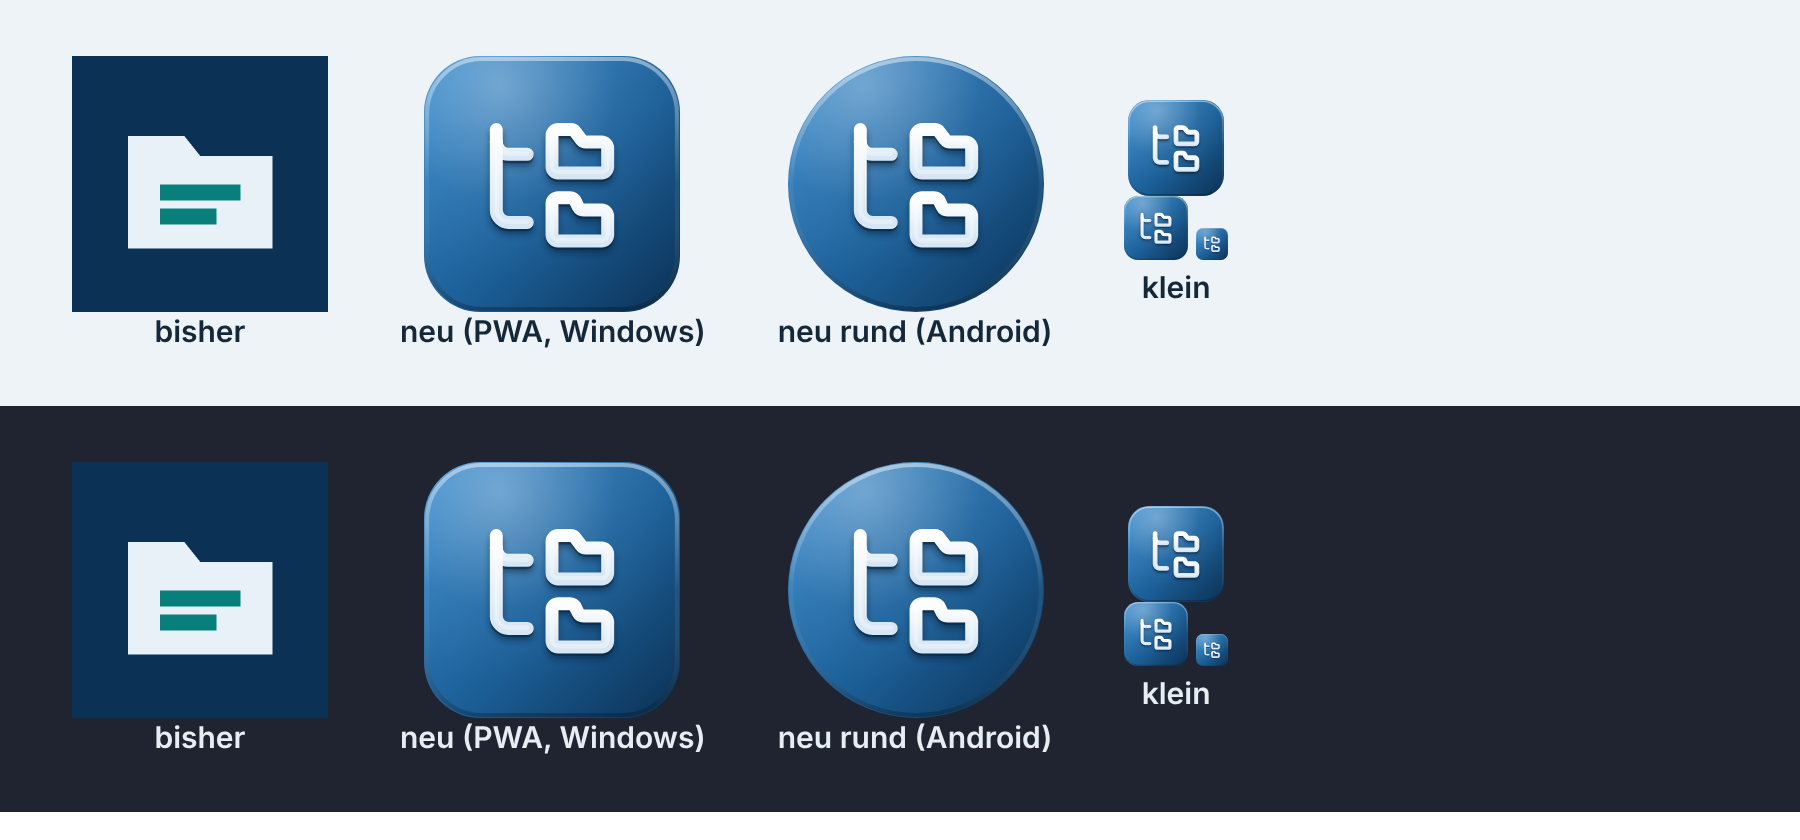 bisher
neu (PWA, Windows)
neu rund (Android)
klein
bisher
neu (PWA, Windows)
neu rund (Android)
klein